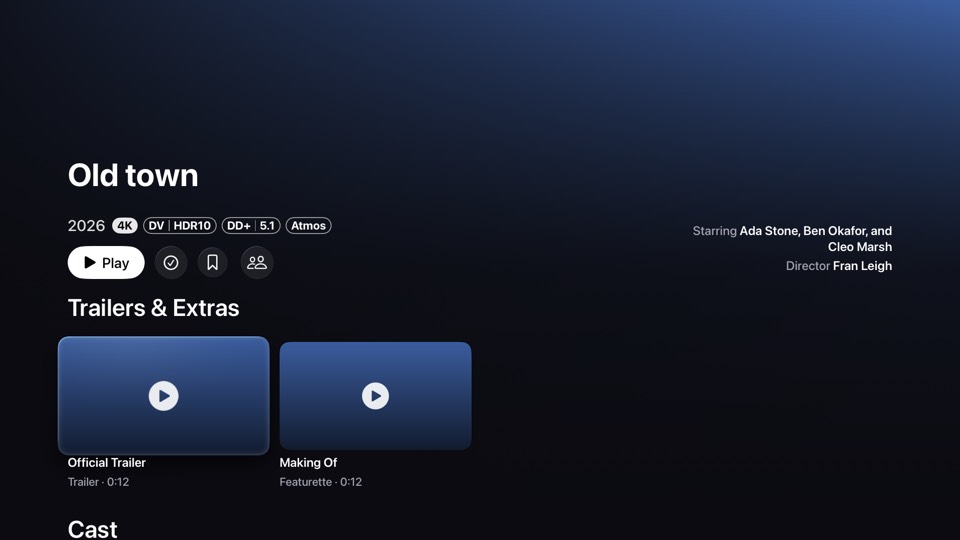 Old town
2026 4K DV HDR10 DD+ 5.1 Atmos
Starring Ada Stone, Ben Okafor, and
Cleo Marsh
Director Fran Leigh
Play
Trailers & Extras
Official Trailer
Trailer · 0:12
Making Of
Featurette · 0:12
Cast